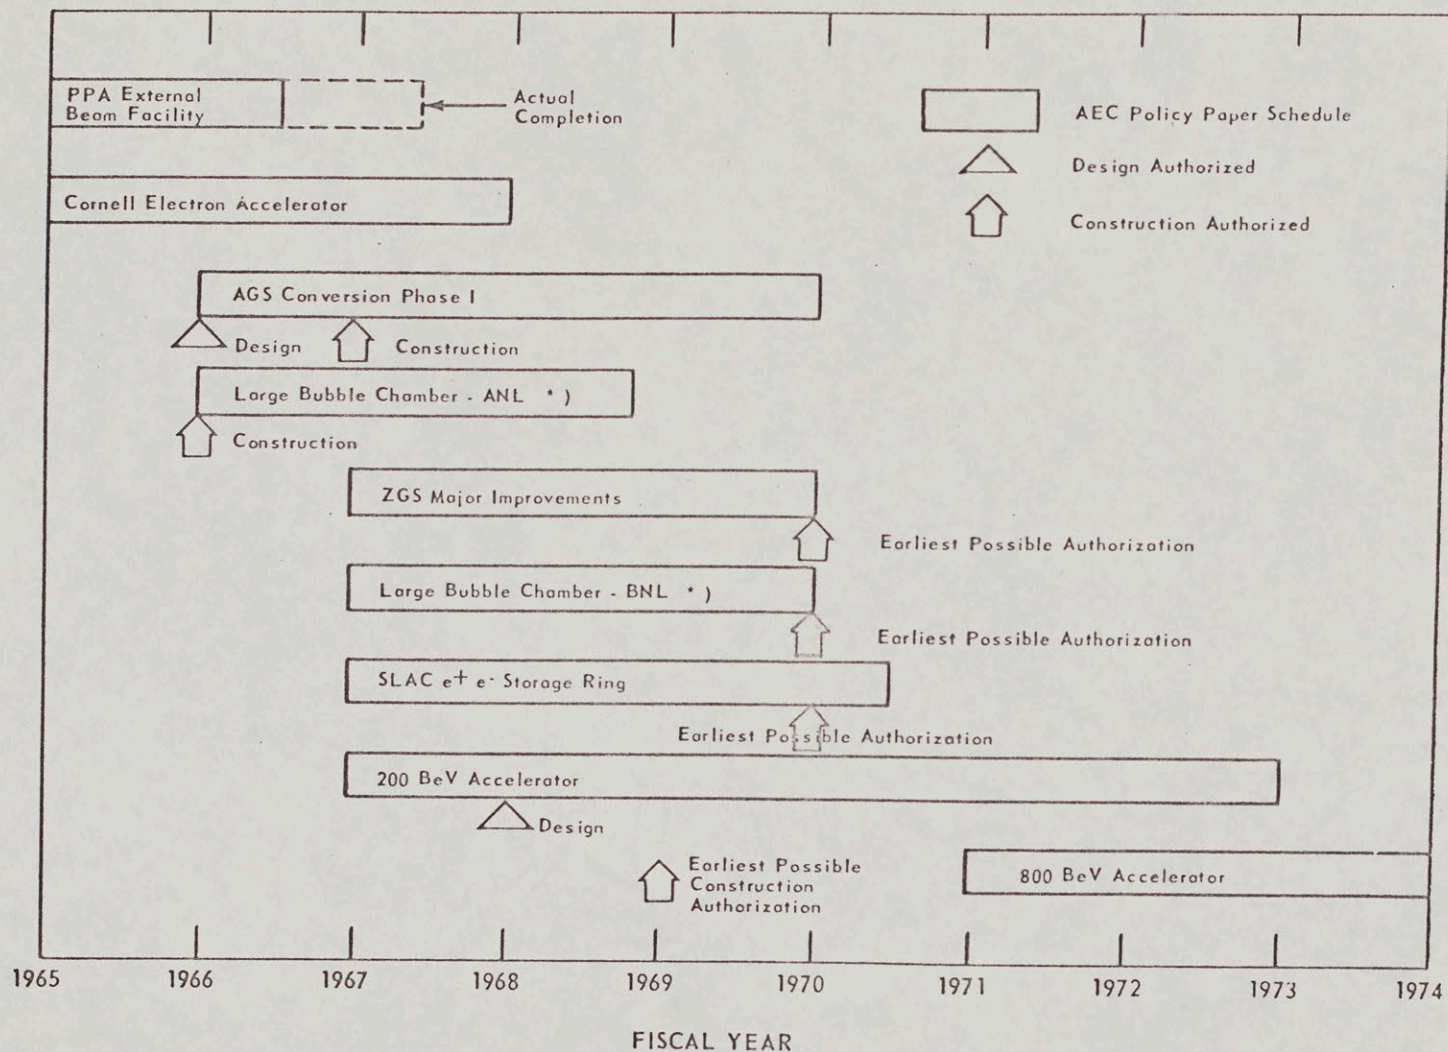 PPA External
Beam Facility
Actual
Completion
AEC Policy Paper Schedule
Design Authorized
Construction Authorized
Cornell Electron Accelerator
AGS Conversion Phase I
Design
Construction
Large Bubble Chamber - ANL * )
Construction
ZGS Major Improvements
Earliest Possible Authorization
Large Bubble Chamber - BNL * )
Earliest Possible Authorization
SLAC e+ e- Storage Ring
Earliest Possible Authorization
200 BeV Accelerator
Design
Earliest Possible
Construction
Authorization
800 BeV Accelerator
1965 1966 1967 1968 1969 1970 1971 1972 1973 1974
FISCAL YEAR